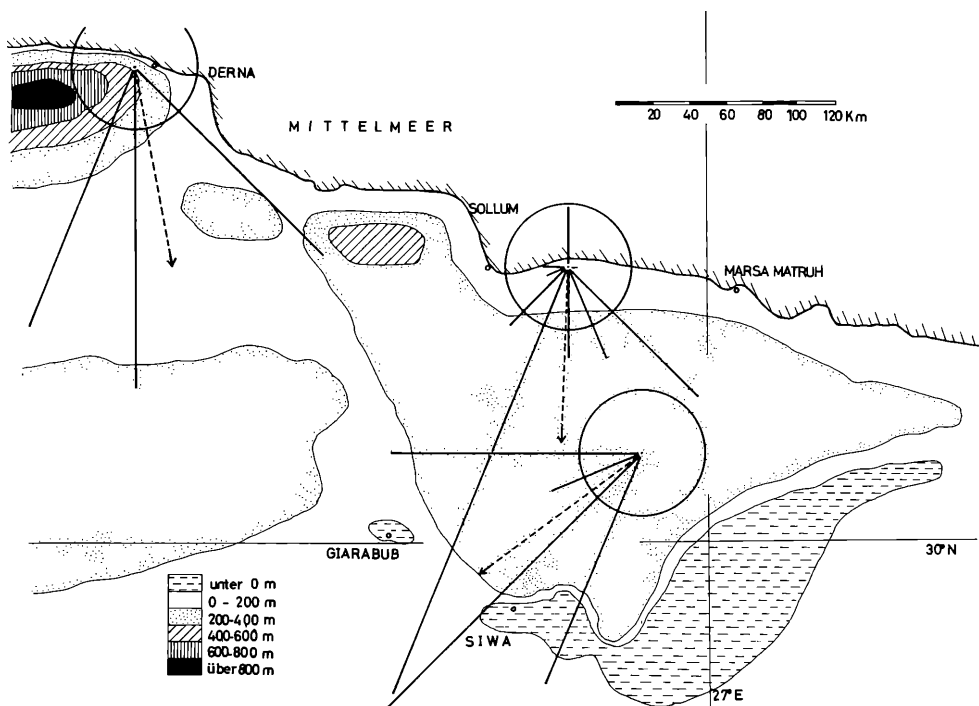 DERNA
MITTELMEER
20 40 60 80 100 120 Km
SOLLUM
MARSA MATRUH
GIARABUB
30°N
unter 0 m
0 - 200 m
200-400 m
400-600 m
600-800 m
über 800 m
SIWA
27°E